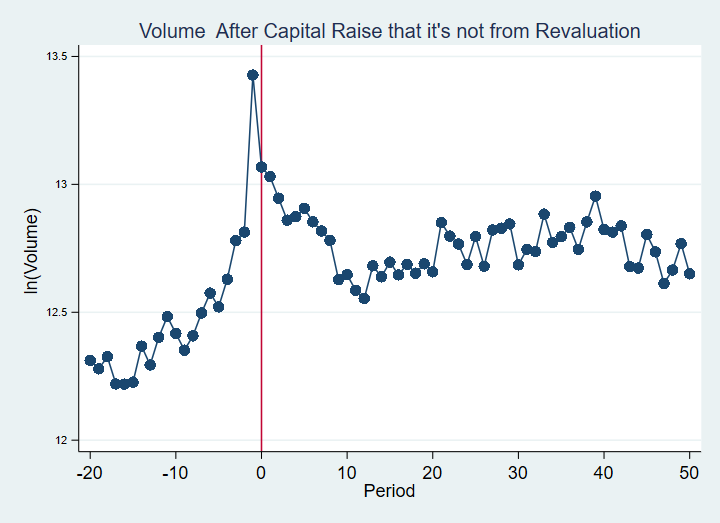 Volume  After Capital Raise that it's not from Revaluation
13.5
13
12.5
12
ln(Volume)
-20 -10 0 10 20 30 40 50
Period